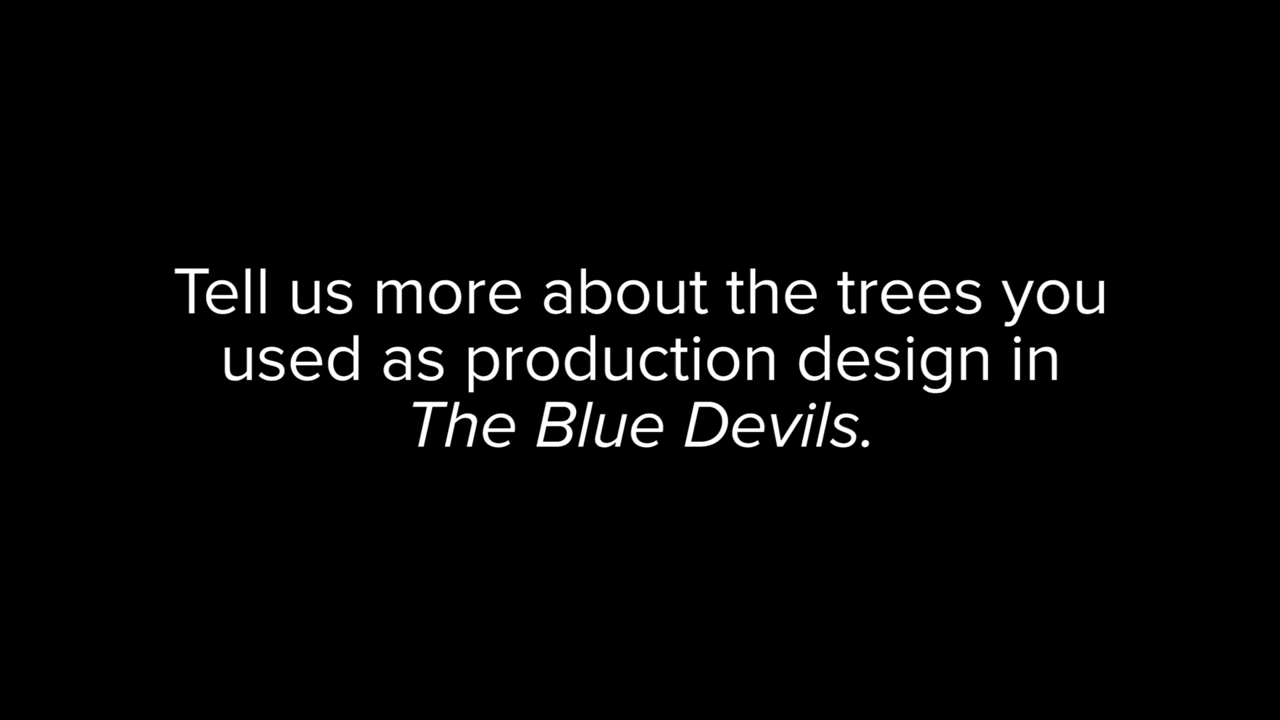 Tell us more about the trees you
used as production design in
The Blue Devils.